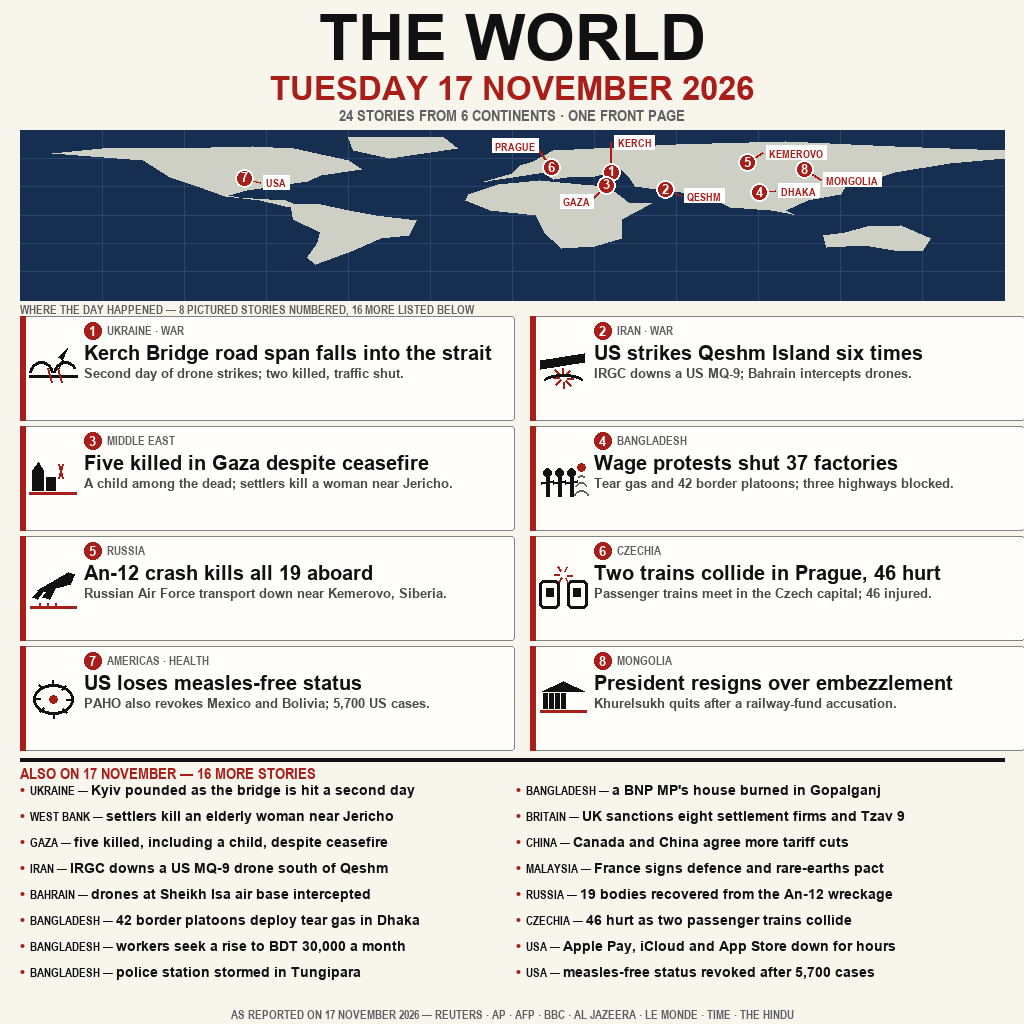 THE WORLD
TUESDAY 17 NOVEMBER 2026
24 STORIES FROM 6 CONTINENTS · ONE FRONT PAGE
PRAGUE
KERCH
KEMEROVO
6
5
8
1
7
USA
3
2
4
MONGOLIA
DHAKA
GAZA
QESHM
WHERE THE DAY HAPPENED — 8 PICTURED STORIES NUMBERED, 16 MORE LISTED BELOW
1 UKRAINE · WAR
Kerch Bridge road span falls into the strait
Second day of drone strikes; two killed, traffic shut.
2 IRAN · WAR
US strikes Qeshm Island six times
IRGC downs a US MQ-9; Bahrain intercepts drones.
3 MIDDLE EAST
Five killed in Gaza despite ceasefire
A child among the dead; settlers kill a woman near Jericho.
4 BANGLADESH
Wage protests shut 37 factories
Tear gas and 42 border platoons; three highways blocked.
5 RUSSIA
An-12 crash kills all 19 aboard
Russian Air Force transport down near Kemerovo, Siberia.
6 CZECHIA
Two trains collide in Prague, 46 hurt
Passenger trains meet in the Czech capital; 46 injured.
7 AMERICAS · HEALTH
US loses measles-free status
PAHO also revokes Mexico and Bolivia; 5,700 US cases.
8 MONGOLIA
President resigns over embezzlement
Khurelsukh quits after a railway-fund accusation.
ALSO ON 17 NOVEMBER — 16 MORE STORIES
• UKRAINE — Kyiv pounded as the bridge is hit a second day
• WEST BANK — settlers kill an elderly woman near Jericho
• GAZA — five killed, including a child, despite ceasefire
• IRAN — IRGC downs a US MQ-9 drone south of Qeshm
• BAHRAIN — drones at Sheikh Isa air base intercepted
• BANGLADESH — 42 border platoons deploy tear gas in Dhaka
• BANGLADESH — workers seek a rise to BDT 30,000 a month
• BANGLADESH — police station stormed in Tungipara
• BANGLADESH — a BNP MP's house burned in Gopalganj
• BRITAIN — UK sanctions eight settlement firms and Tzav 9
• CHINA — Canada and China agree more tariff cuts
• MALAYSIA — France signs defence and rare-earths pact
• RUSSIA — 19 bodies recovered from the An-12 wreckage
• CZECHIA — 46 hurt as two passenger trains collide
• USA — Apple Pay, iCloud and App Store down for hours
• USA — measles-free status revoked after 5,700 cases
AS REPORTED ON 17 NOVEMBER 2026 — REUTERS · AP · AFP · BBC · AL JAZEERA · LE MONDE · TIME · THE HINDU